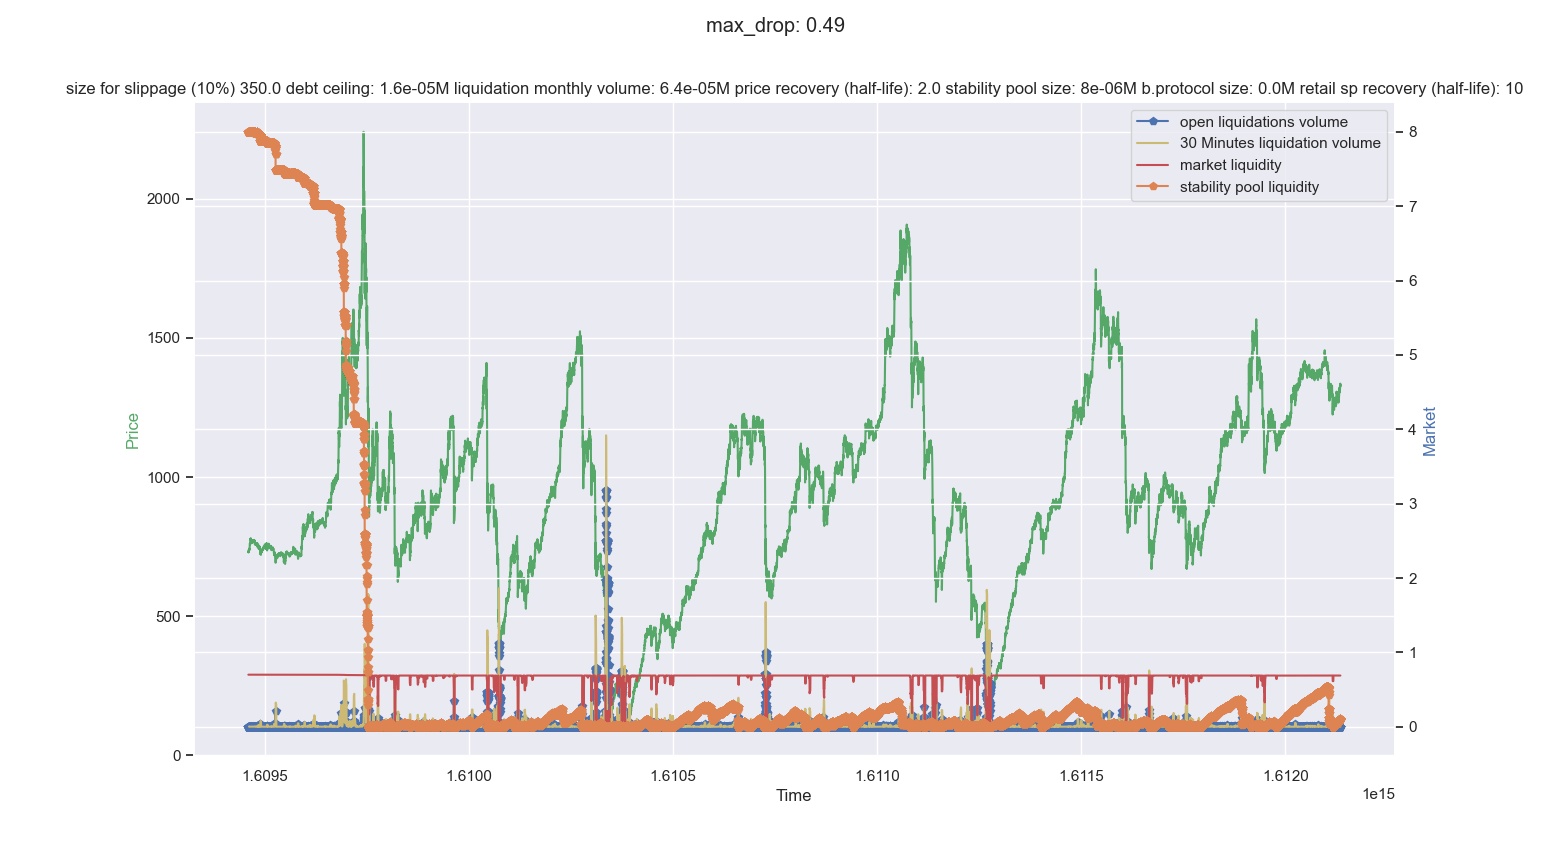 max_drop: 0.49
size for slippage (10%) 350.0 debt ceiling: 1.6e-05M liquidation monthly volume: 6.4e-05M price recovery (half-life): 2.0 stability pool size: 8e-06M b.protocol size: 0.0M retail sp recovery (half-life): 10
open liquidations volume
30 Minutes liquidation volume
market liquidity
stability pool liquidity
2000
1500
1000
500
0
Price
8
7
6
5
4
3
2
1
0
Market
1.6095 1.6100 1.6105 1.6110 1.6115 1.6120
1e15
Time